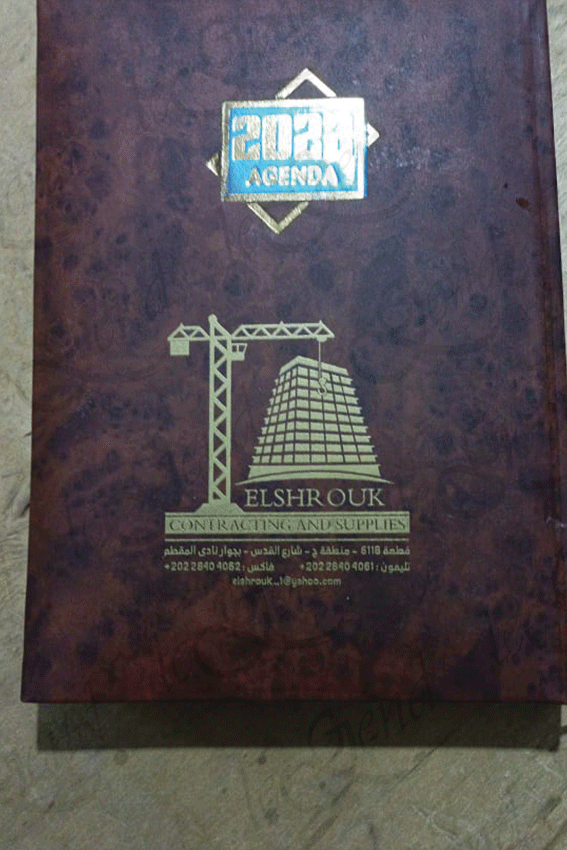 AGENDA
ELSHROUK
CONTRACTING AND SUPPLIES
قطعة 6118 - منطقة ج - شارع القدس - بجوار نادى المقطم
تليفون : 4061 2840 202+ فاكس : 4062 2840 202+
elshrouk_1@yahoo.com